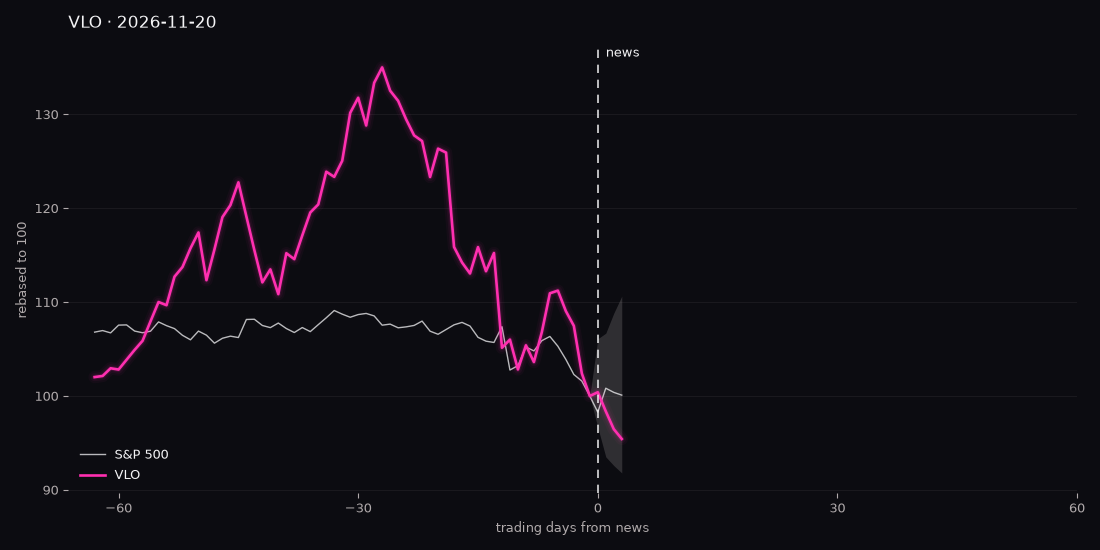 VLO · 2026-11-20
news
130
120
110
100
90
rebased to 100
S&P 500
VLO
−60
−30
0
30
60
trading days from news